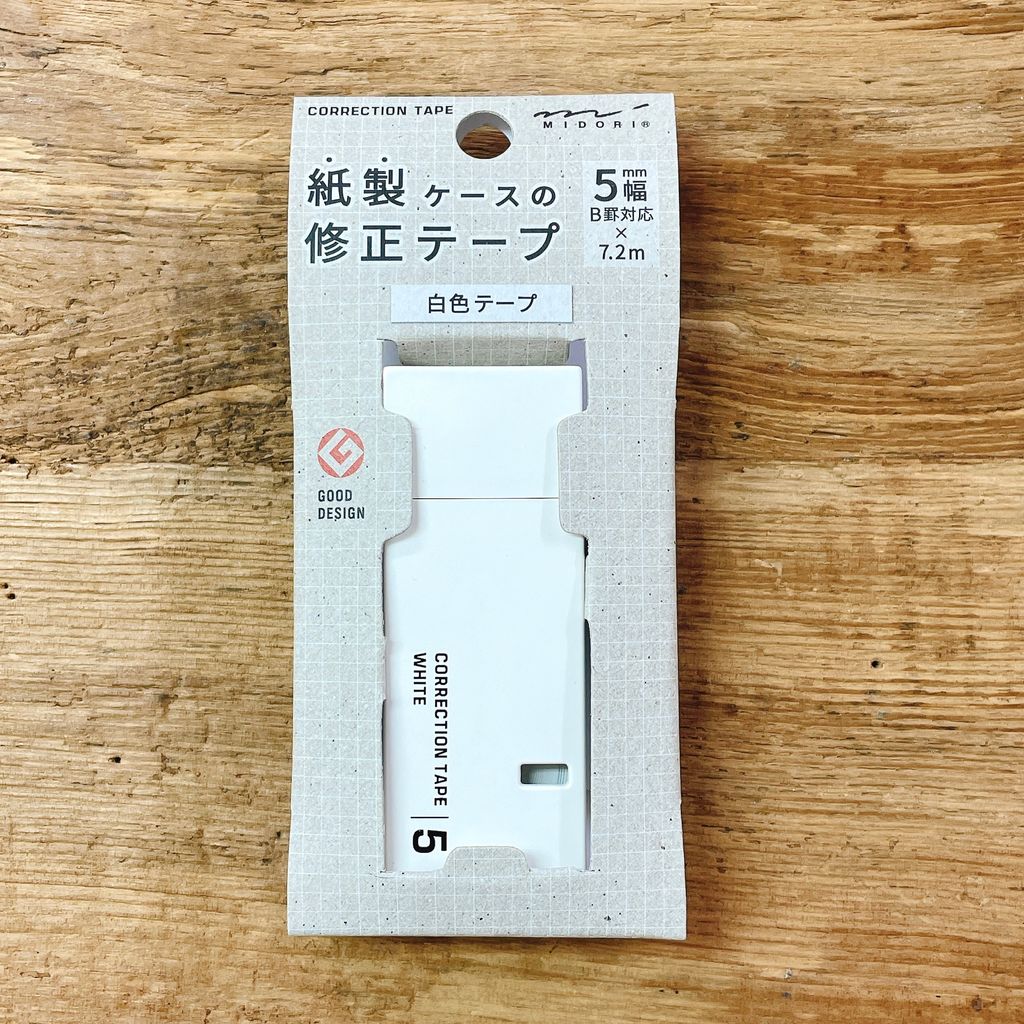 CORRECTION TAPE
MIDORI®
紙製ケースの
修正テープ
5mm幅
B罫対応
×
7.2m
白色テープ
GOOD
DESIGN
CORRECTION TAPE
WHITE
5